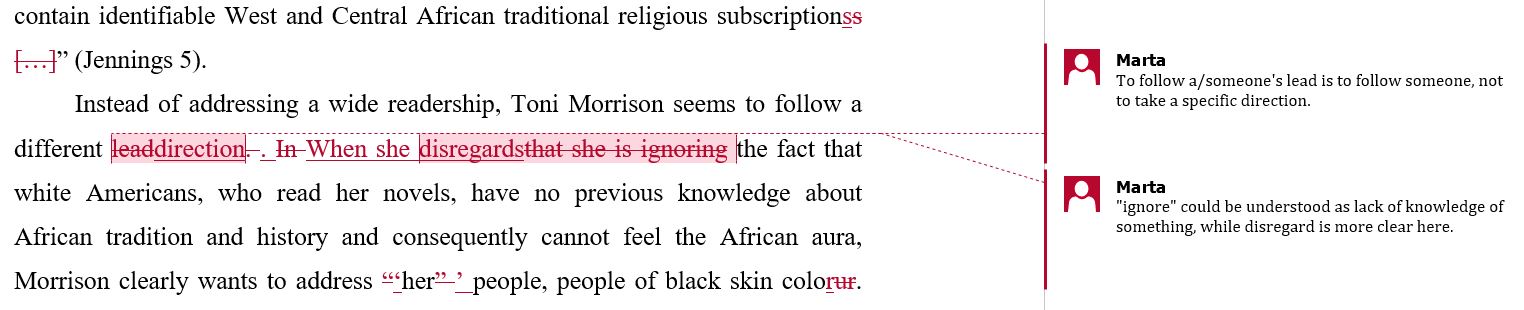 contain identifiable West and Central African traditional religious subscriptionss
[…]” (Jennings 5).
Instead of addressing a wide readership, Toni Morrison seems to follow a
different leaddirection. . In When she disregardsthat she is ignoring the fact that
white Americans, who read her novels, have no previous knowledge about
African tradition and history and consequently cannot feel the African aura,
Morrison clearly wants to address “‘her” ’ people, people of black skin colorur.
Marta
To follow a/someone's lead is to follow someone, not
to take a specific direction.
Marta
"ignore" could be understood as lack of knowledge of
something, while disregard is more clear here.